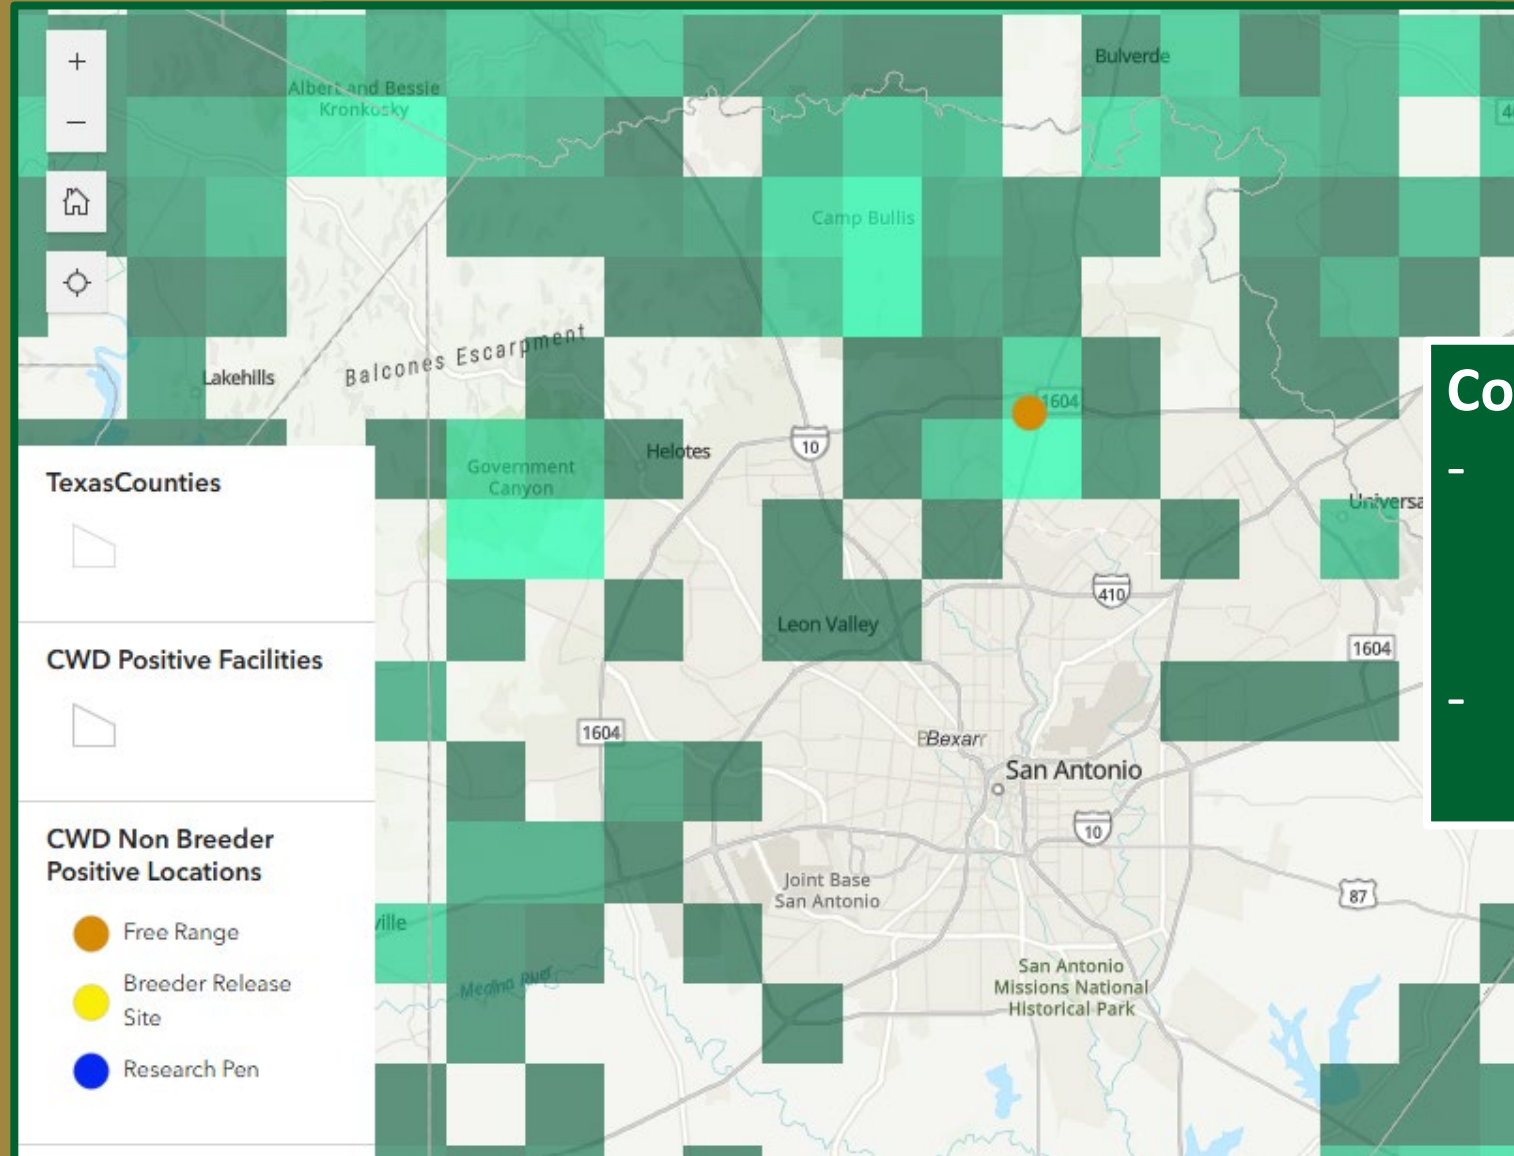 +
Albert and Bessie
Kronkosky
Bulverde
−
Camp Bullis
Balcones Escarpment
Lakehills
1604
Co
10
Helotes
Government
Canyon
-
TexasCounties
410
Leon Valley
1604
CWD Positive Facilities
-
1604
Bexar
San Antonio
10
CWD Non Breeder
Positive Locations
Joint Base
San Antonio
87
ville
Free Range
San Antonio
Missions National
Historical Park
Medina River
Breeder Release
Site
Research Pen